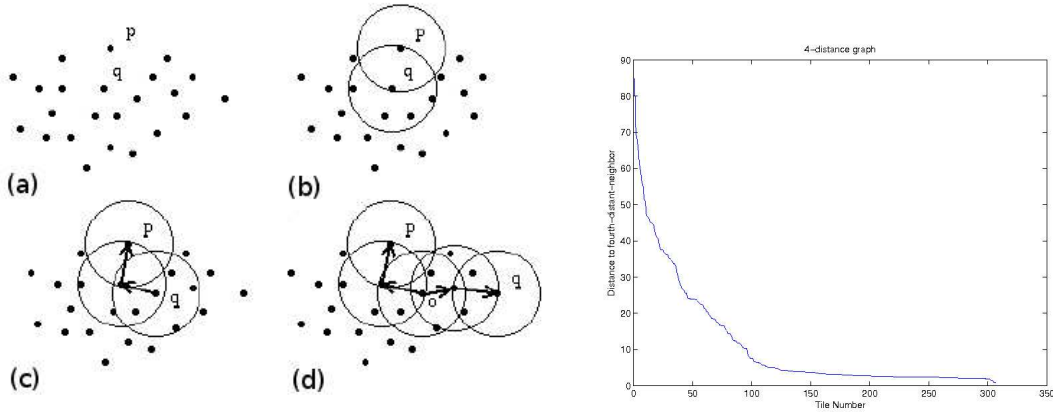 p
q
(a)
p
q
(b)
p
q
(c)
p
o
q
(d)
4-distance graph
Distance to fourth-distant-neighbor
90
80
70
60
50
40
30
20
10
0
0 50 100 150 200 250 300 350
Tile Number